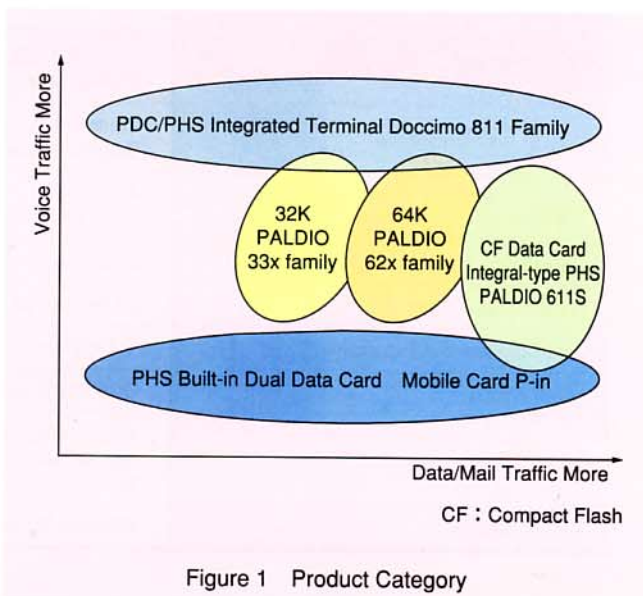 Voice Traffic More
PDC/PHS Integrated Terminal Doccimo 811 Family
32K
PALDIO
33x family
64K
PALDIO
62x family
CF Data Card
Integral-type PHS
PALDIO 611S
PHS Built-in Dual Data Card Mobile Card P-in
Data/Mail Traffic More
CF : Compact Flash
Figure 1 Product Category